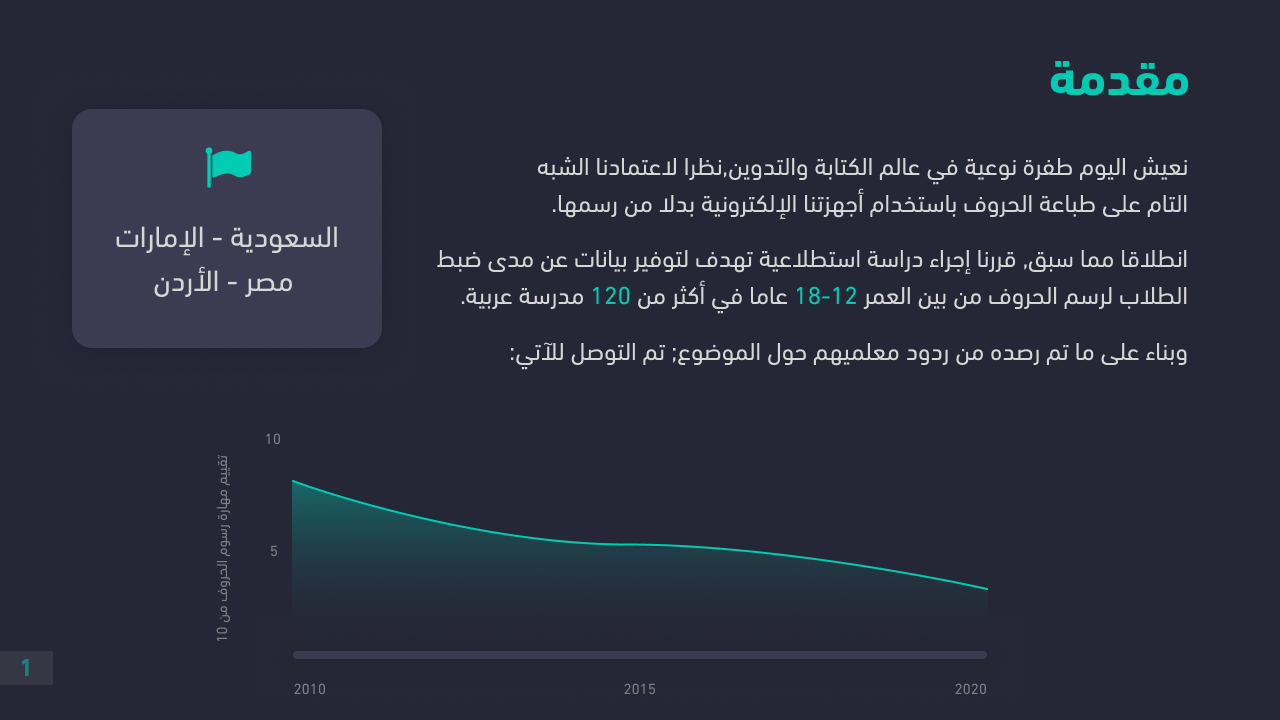 مقدمة
نعيش اليوم طفرة نوعية في عالم الكتابة والتدوين,نظرا لاعتمادنا الشبه
التام على طباعة الحروف باستخدام أجهزتنا الإلكترونية بدلا من رسمها.
انطلاقا مما سبق, قررنا إجراء دراسة استطلاعية تهدف لتوفير بيانات عن مدى ضبط
الطلاب لرسم الحروف من بين العمر 12-18 عاما في أكثر من 120 مدرسة عربية.
وبناء على ما تم رصده من ردود معلميهم حول الموضوع; تم التوصل للآتي:
السعودية - الإمارات
مصر - الأردن
تقييم مهارة رسوم الحروف من 10
10
5
2010
2015
2020
1